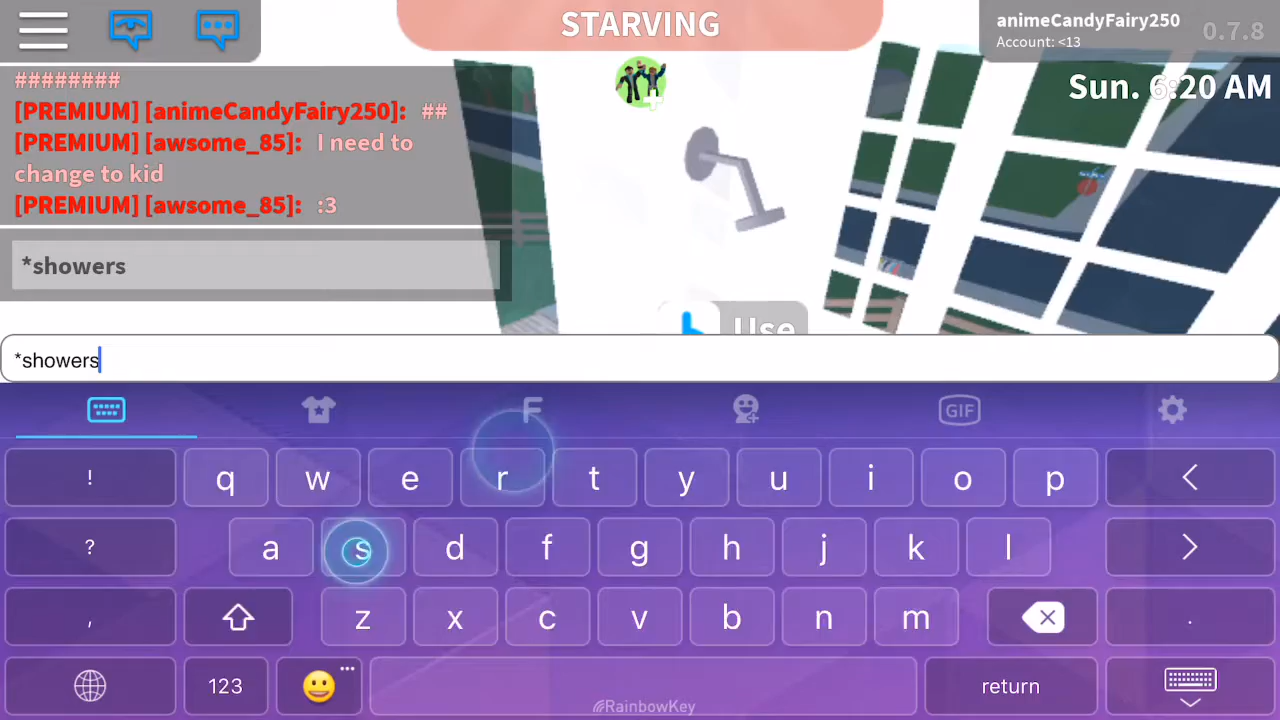 STARVING
animeCandyFairy250
Account: <13
0.7.8
Sun. 6:20 AM
########
[PREMIUM] [animeCandyFairy250]: ##
[PREMIUM] [awsome_85]: I need to
change to kid
[PREMIUM] [awsome_85]: :3
*showers
Use
*showers
F
GIF
! q w e r t y u i o p <
? a s d f g h j k l >
, z x c v b n m .
123
return
RainbowKey